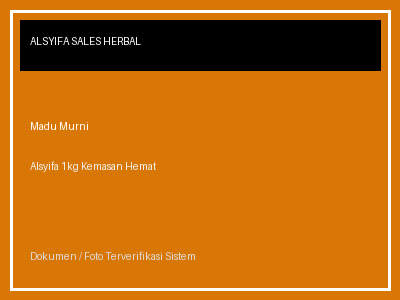 ALSYIFA SALES HERBAL
Madu Murni
Alsyifa 1kg Kemasan Hemat
Dokumen / Foto Terverifikasi Sistem